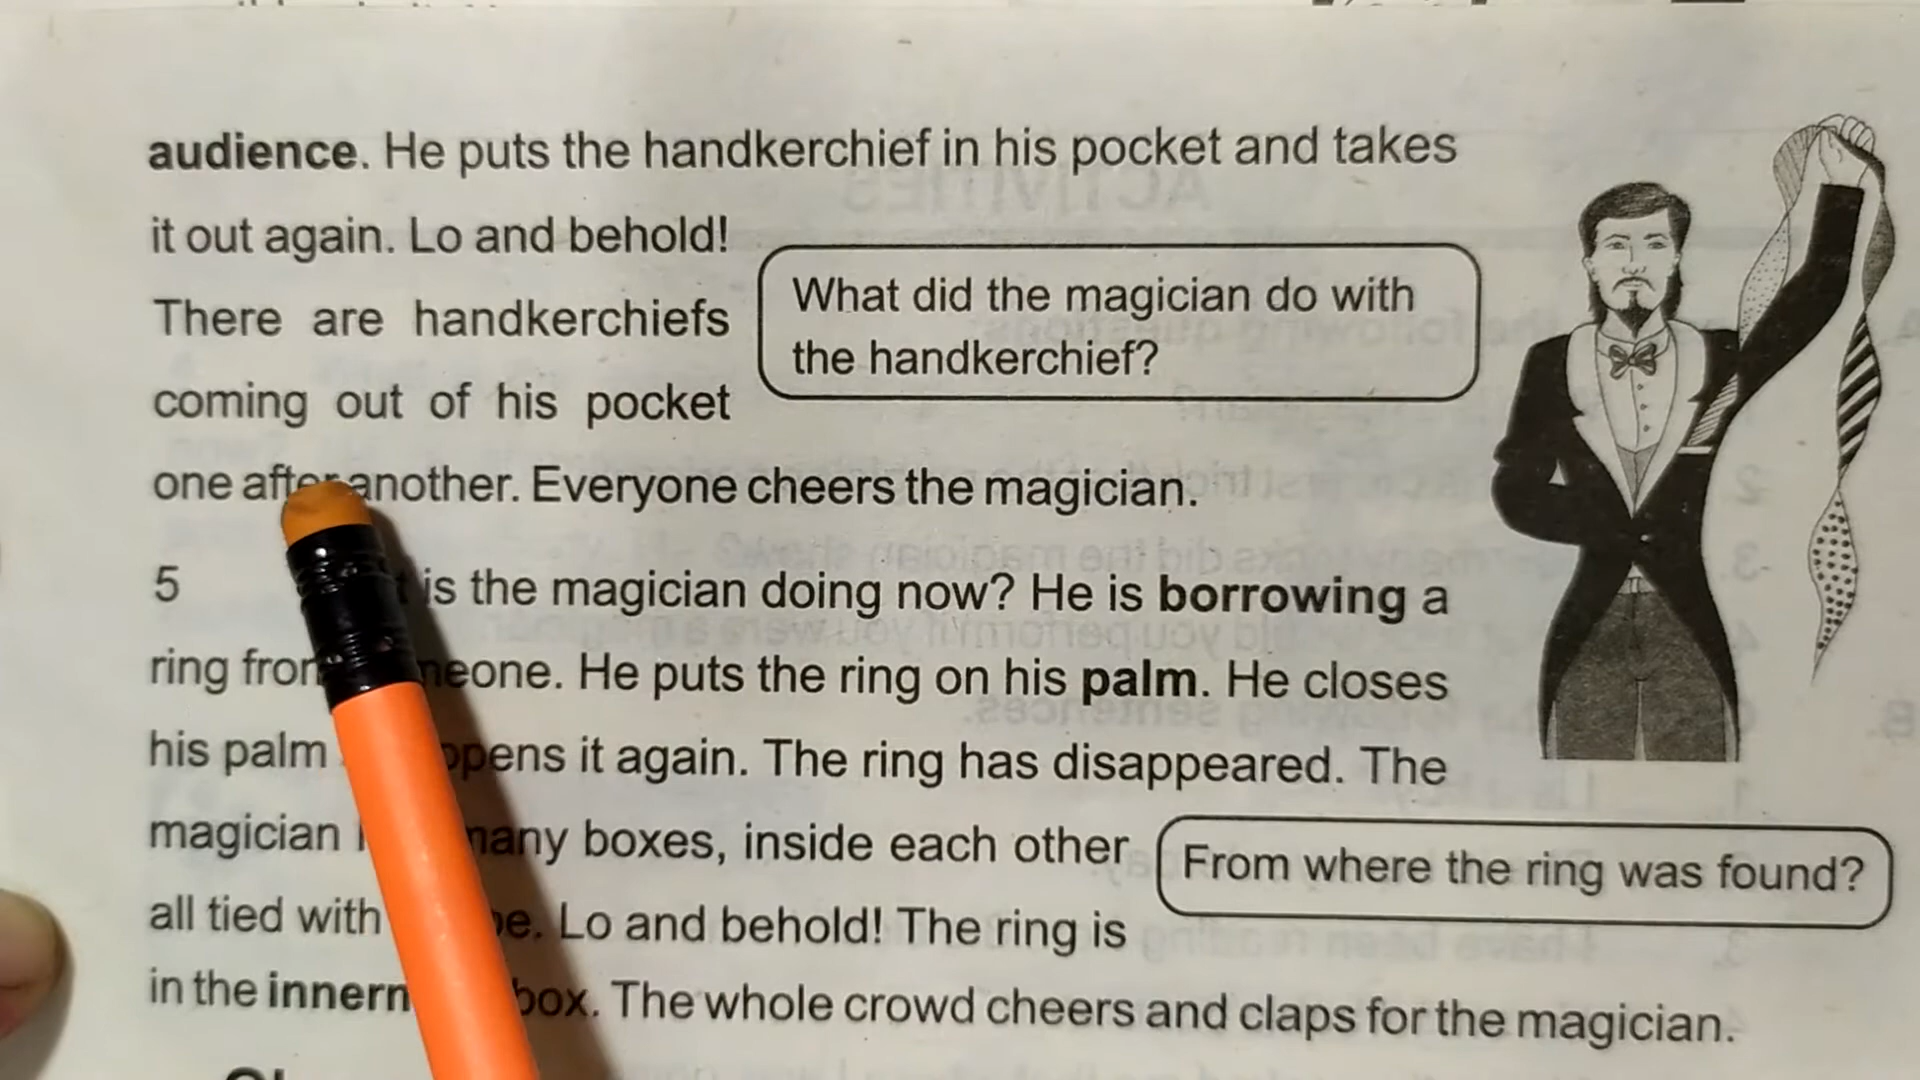 audience. He puts the handkerchief in his pocket and takes
it out again. Lo and behold!
There are handkerchiefs
coming out of his pocket
one after another. Everyone cheers the magician.
What did the magician do with
the handkerchief?
5 is the magician doing now? He is borrowing a
ring from someone. He puts the ring on his palm. He closes
his palm opens it again. The ring has disappeared. The
magician many boxes, inside each other
all tied with Lo and behold! The ring is
in the box. The whole crowd cheers and claps for the magician.
From where the ring was found?